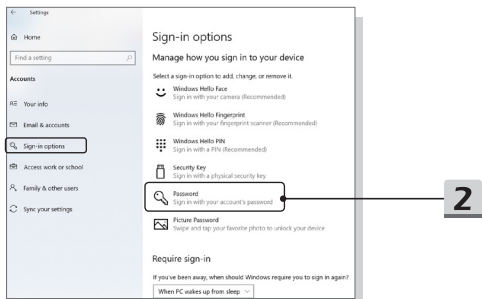 Settings
Home
Find a setting
Accounts
Your info
Email & accounts
Sign-in options
Access work or school
Family & other users
Sync your settings
Sign-in options
Manage how you sign in to your device
Select a sign-in option to add, change, or remove it.
Windows Hello Face
Sign in with your camera (Recommended)
Windows Hello Fingerprint
Sign in with your fingerprint scanner (Recommended)
Windows Hello PIN
Sign in with a PIN (Recommended)
Security Key
Sign in with a physical security key
Password
Sign in with your account's password
Picture Password
Swipe and tap your favorite photo to unlock your device
Require sign-in
If you've been away, when should Windows require you to sign in again?
When PC wakes up from sleep
2